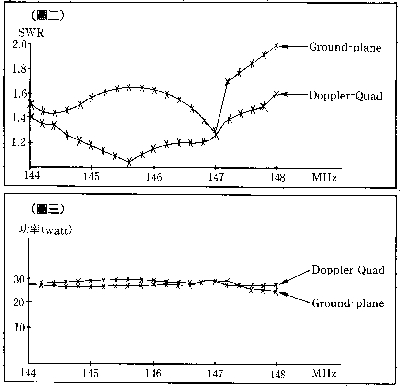 (圖二)
SWR
2.0
1.8
1.6
1.4
1.2
Ground-plane
Doppler-Quad
144 145 146 147 148 MHz
(圖三)
功率(watt)
30
20
10
Doppler Quad
Ground-plane
144 145 146 147 148 MHz